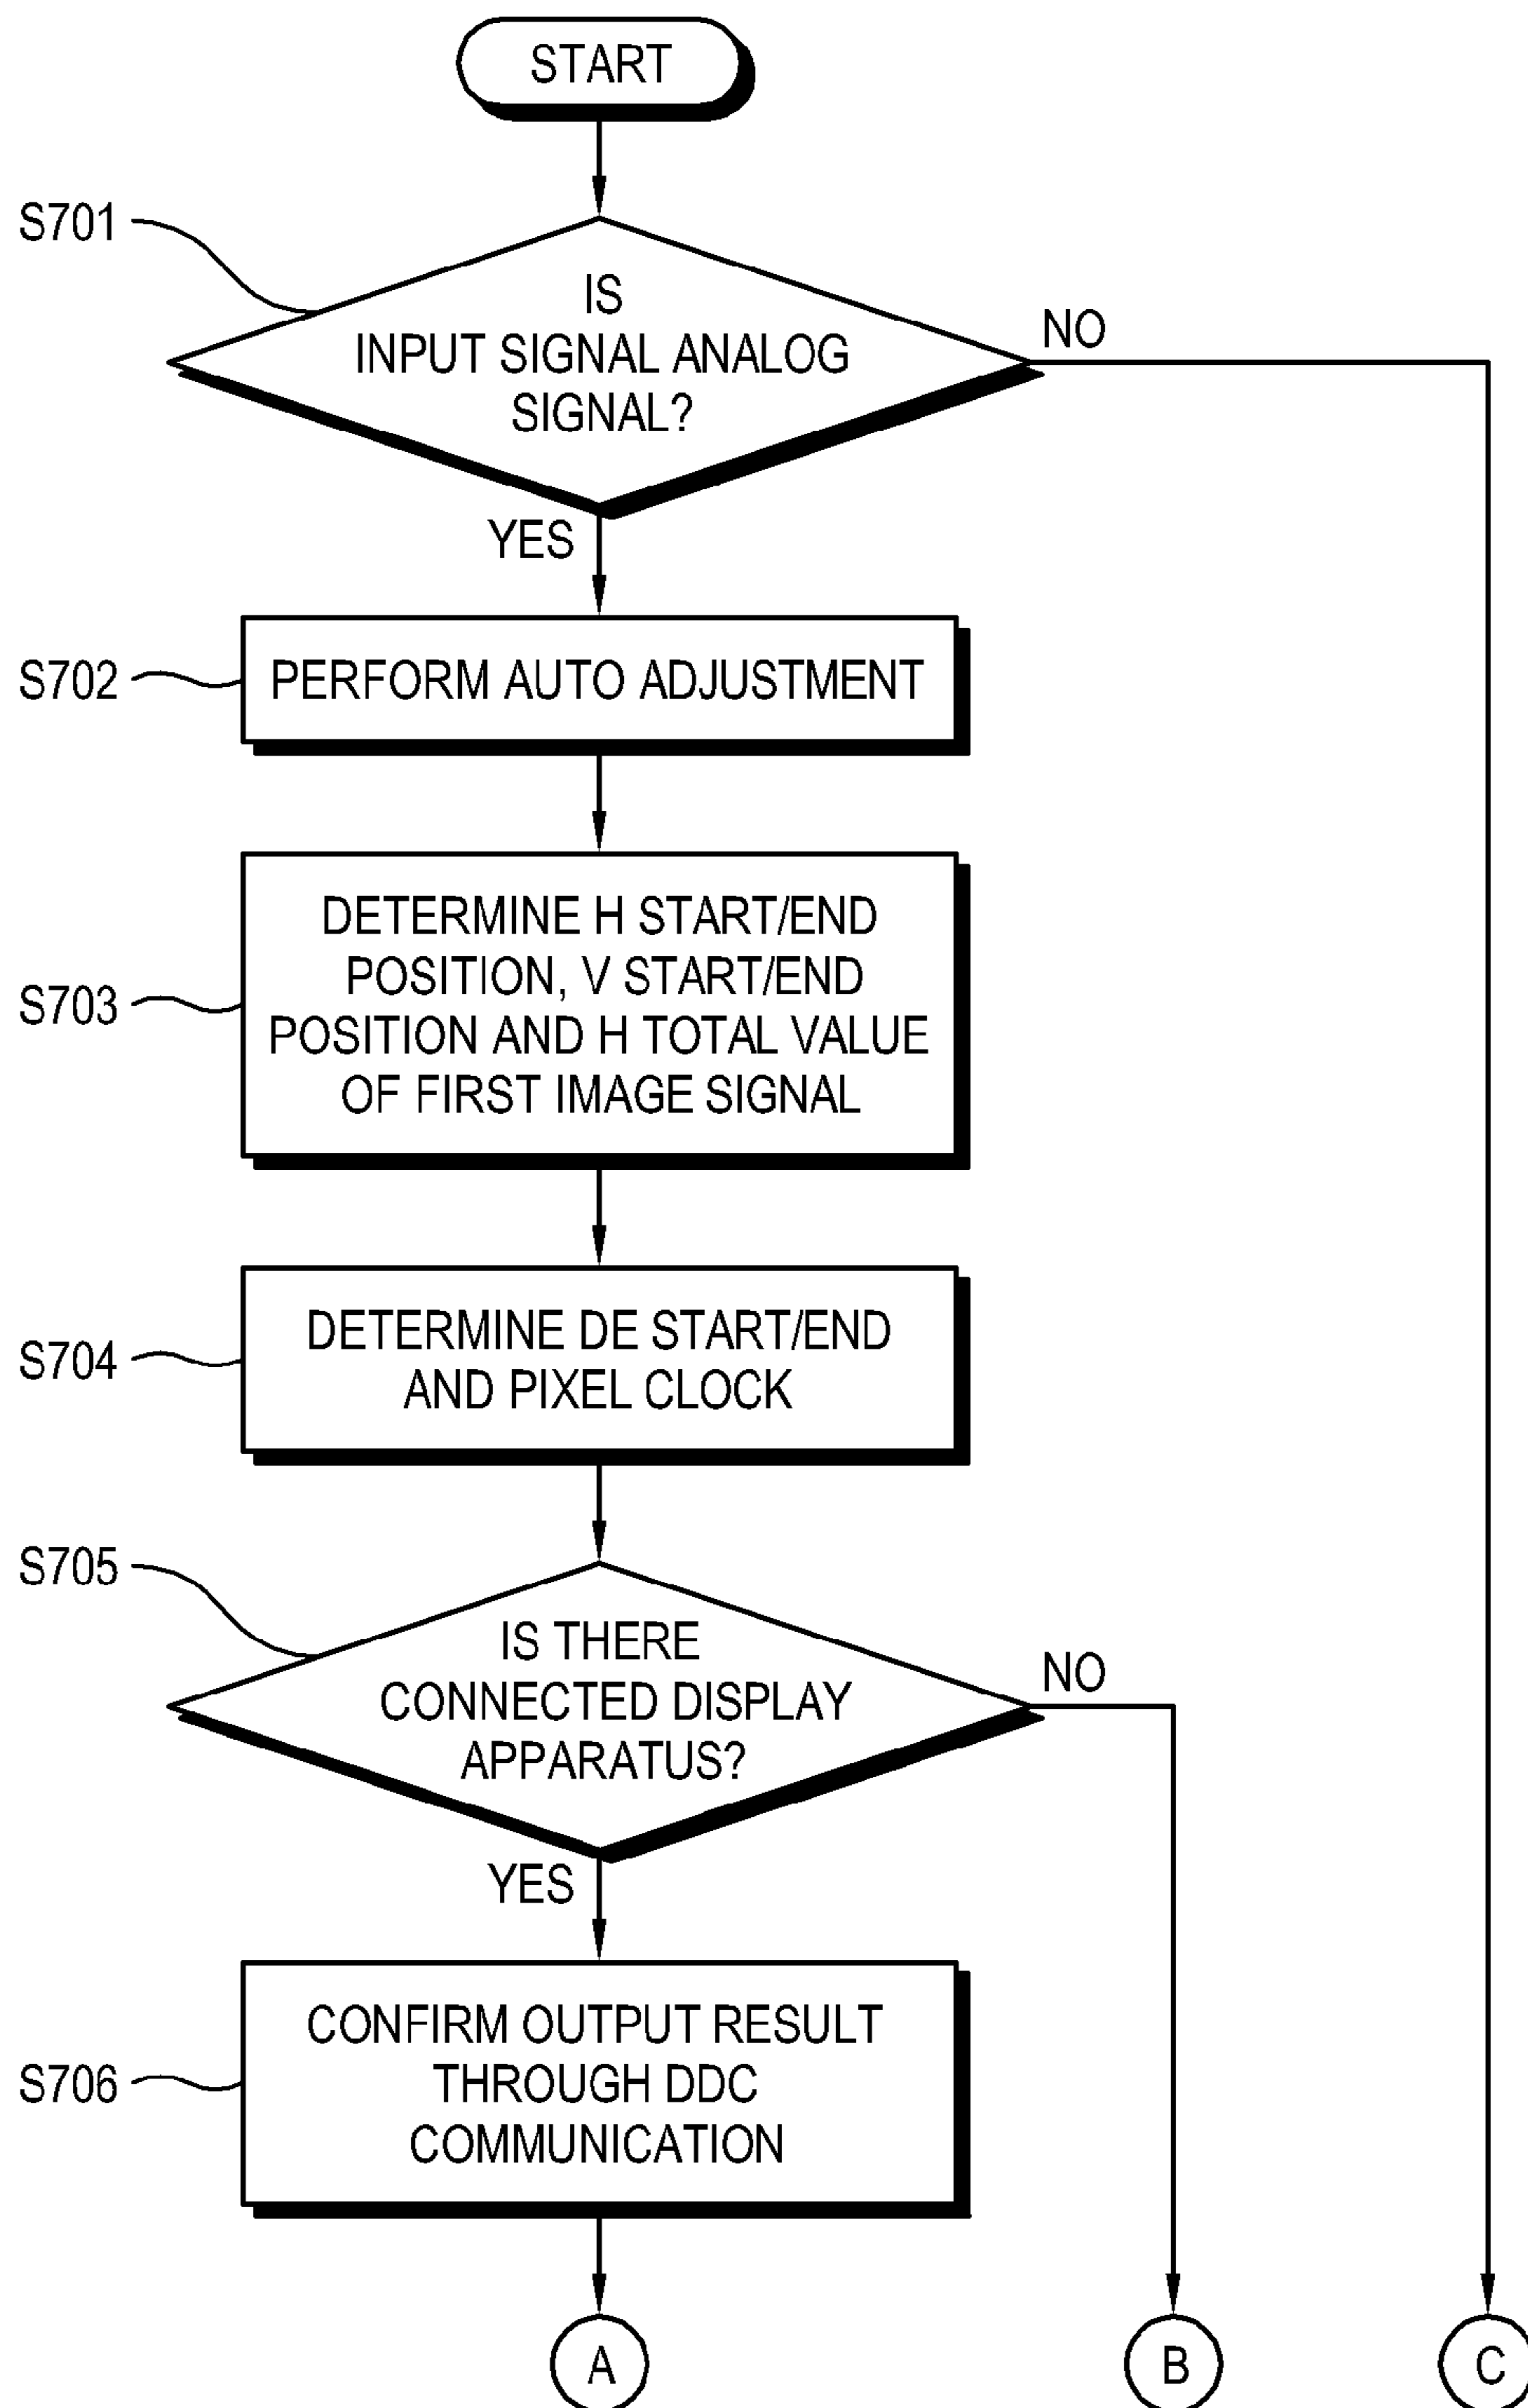 START
S701
IS
INPUT SIGNAL ANALOG
SIGNAL?
NO
YES
S702
PERFORM AUTO ADJUSTMENT
S703
DETERMINE H START/END
POSITION, V START/END
POSITION AND H TOTAL VALUE
OF FIRST IMAGE SIGNAL
S704
DETERMINE DE START/END
AND PIXEL CLOCK
S705
IS THERE
CONNECTED DISPLAY
APPARATUS?
NO
YES
S706
CONFIRM OUTPUT RESULT
THROUGH DDC
COMMUNICATION
A
B
C